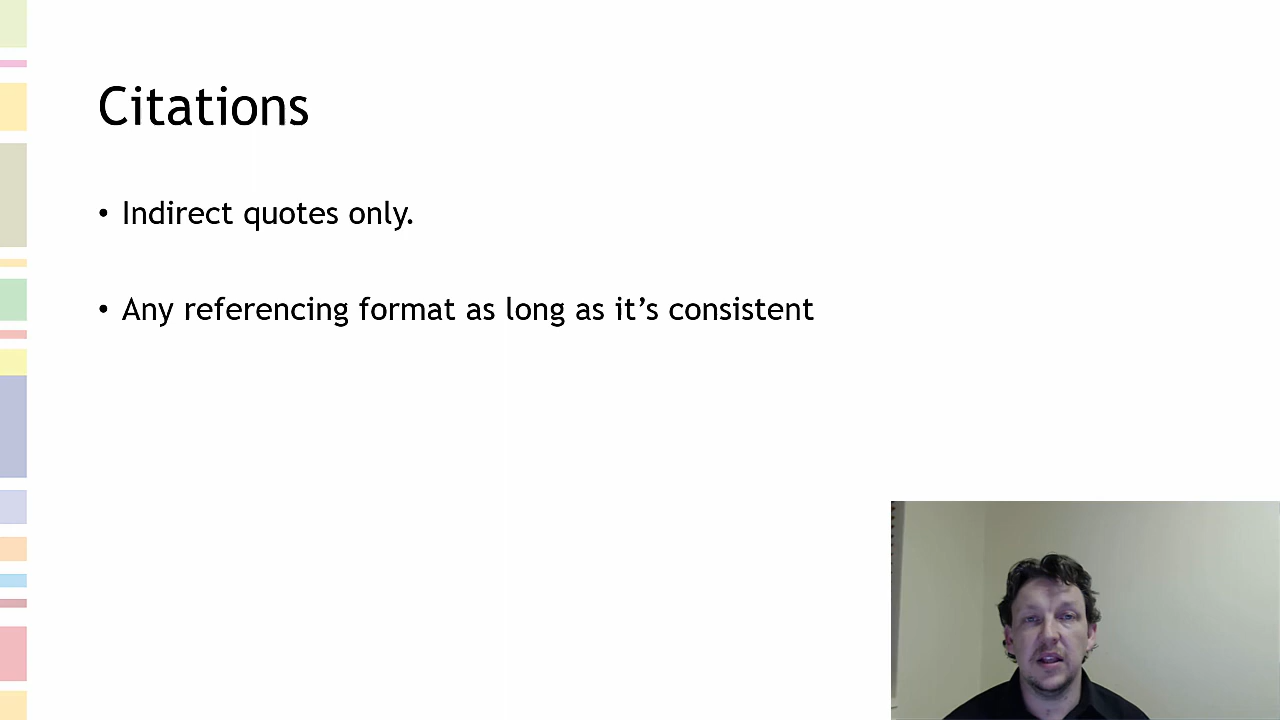 Citations
• Indirect quotes only.
• Any referencing format as long as it’s consistent